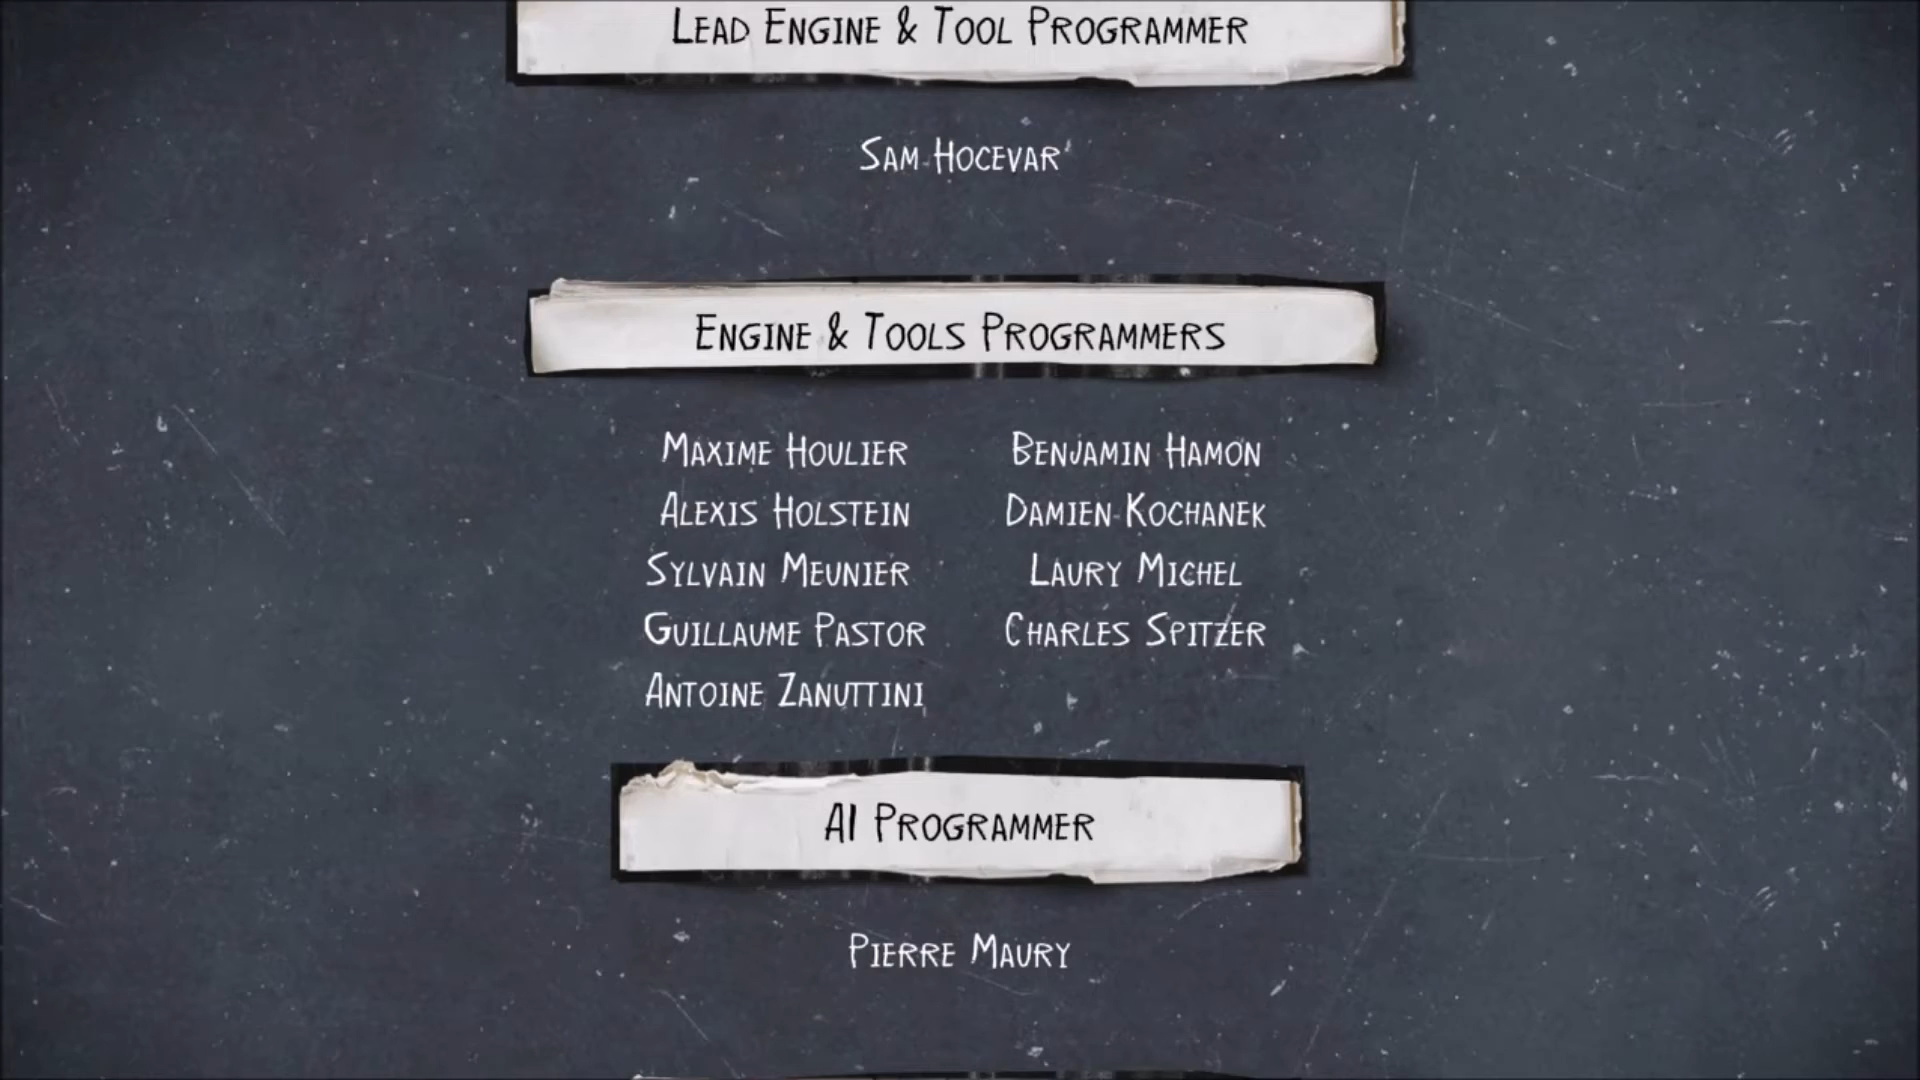 Lead Engine & Tool Programmer
Sam Hocevar
Engine & Tools Programmers
Maxime Houlier Benjamin Hamon
Alexis Holstein Damien Kochanek
Sylvain Meunier Laury Michel
Guillaume Pastor Charles Spitzer
Antoine Zanuttini
AI Programmer
Pierre Maury